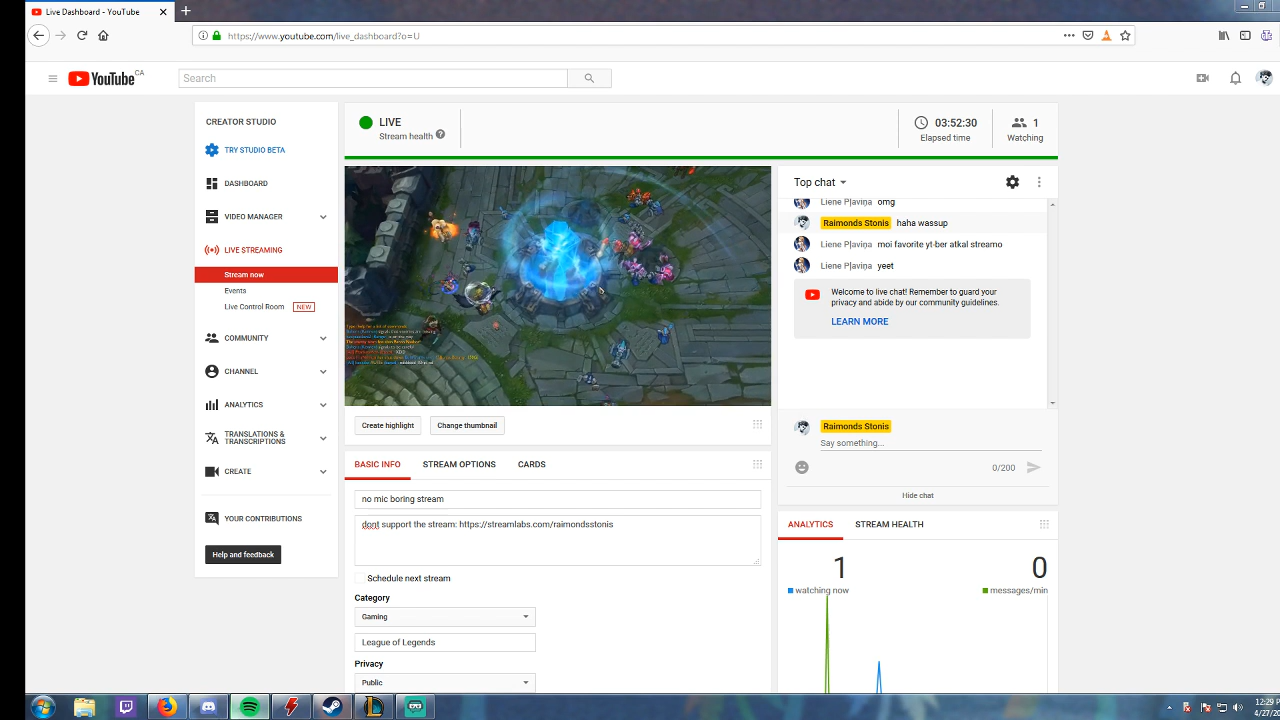 Live Dashboard - YouTube
https://www.youtube.com/live_dashboard?o=U
YouTube CA
Search
CREATOR STUDIO
TRY STUDIO BETA
DASHBOARD
VIDEO MANAGER
LIVE STREAMING
Stream now
Events
Live Control Room NEW
COMMUNITY
CHANNEL
ANALYTICS
TRANSLATIONS &
TRANSCRIPTIONS
CREATE
YOUR CONTRIBUTIONS
Help and feedback
LIVE
Stream health ?
03:52:30
Elapsed time
1
Watching
Create highlight
Change thumbnail
BASIC INFO
STREAM OPTIONS
CARDS
no mic boring stream
dont support the stream: https://streamlabs.com/raimondsstonis
Schedule next stream
Category
Gaming
League of Legends
Privacy
Public
Top chat
Liene Pļaviņa omg
Raimonds Stonis haha wassup
Liene Pļaviņa moi favorite yt-ber atkal streamo
Liene Pļaviņa yeet
Welcome to live chat! Remember to guard your
privacy and abide by our community guidelines.
LEARN MORE
Raimonds Stonis
Say something...
0/200
Hide chat
ANALYTICS
STREAM HEALTH
1
watching now
0
messages/min
12:29
4/27/20